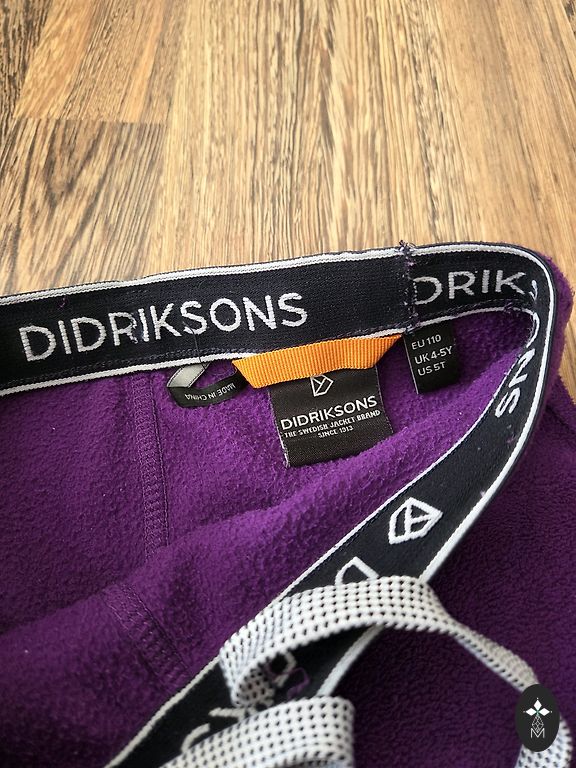 DIDRIKSONS
DRIK
EU 110
UK 4-5Y
US 5T
MADE IN CHINA
DIDRIKSONS
THE SWEDISH JACKET BRAND
SINCE 1913
SNO
D
M